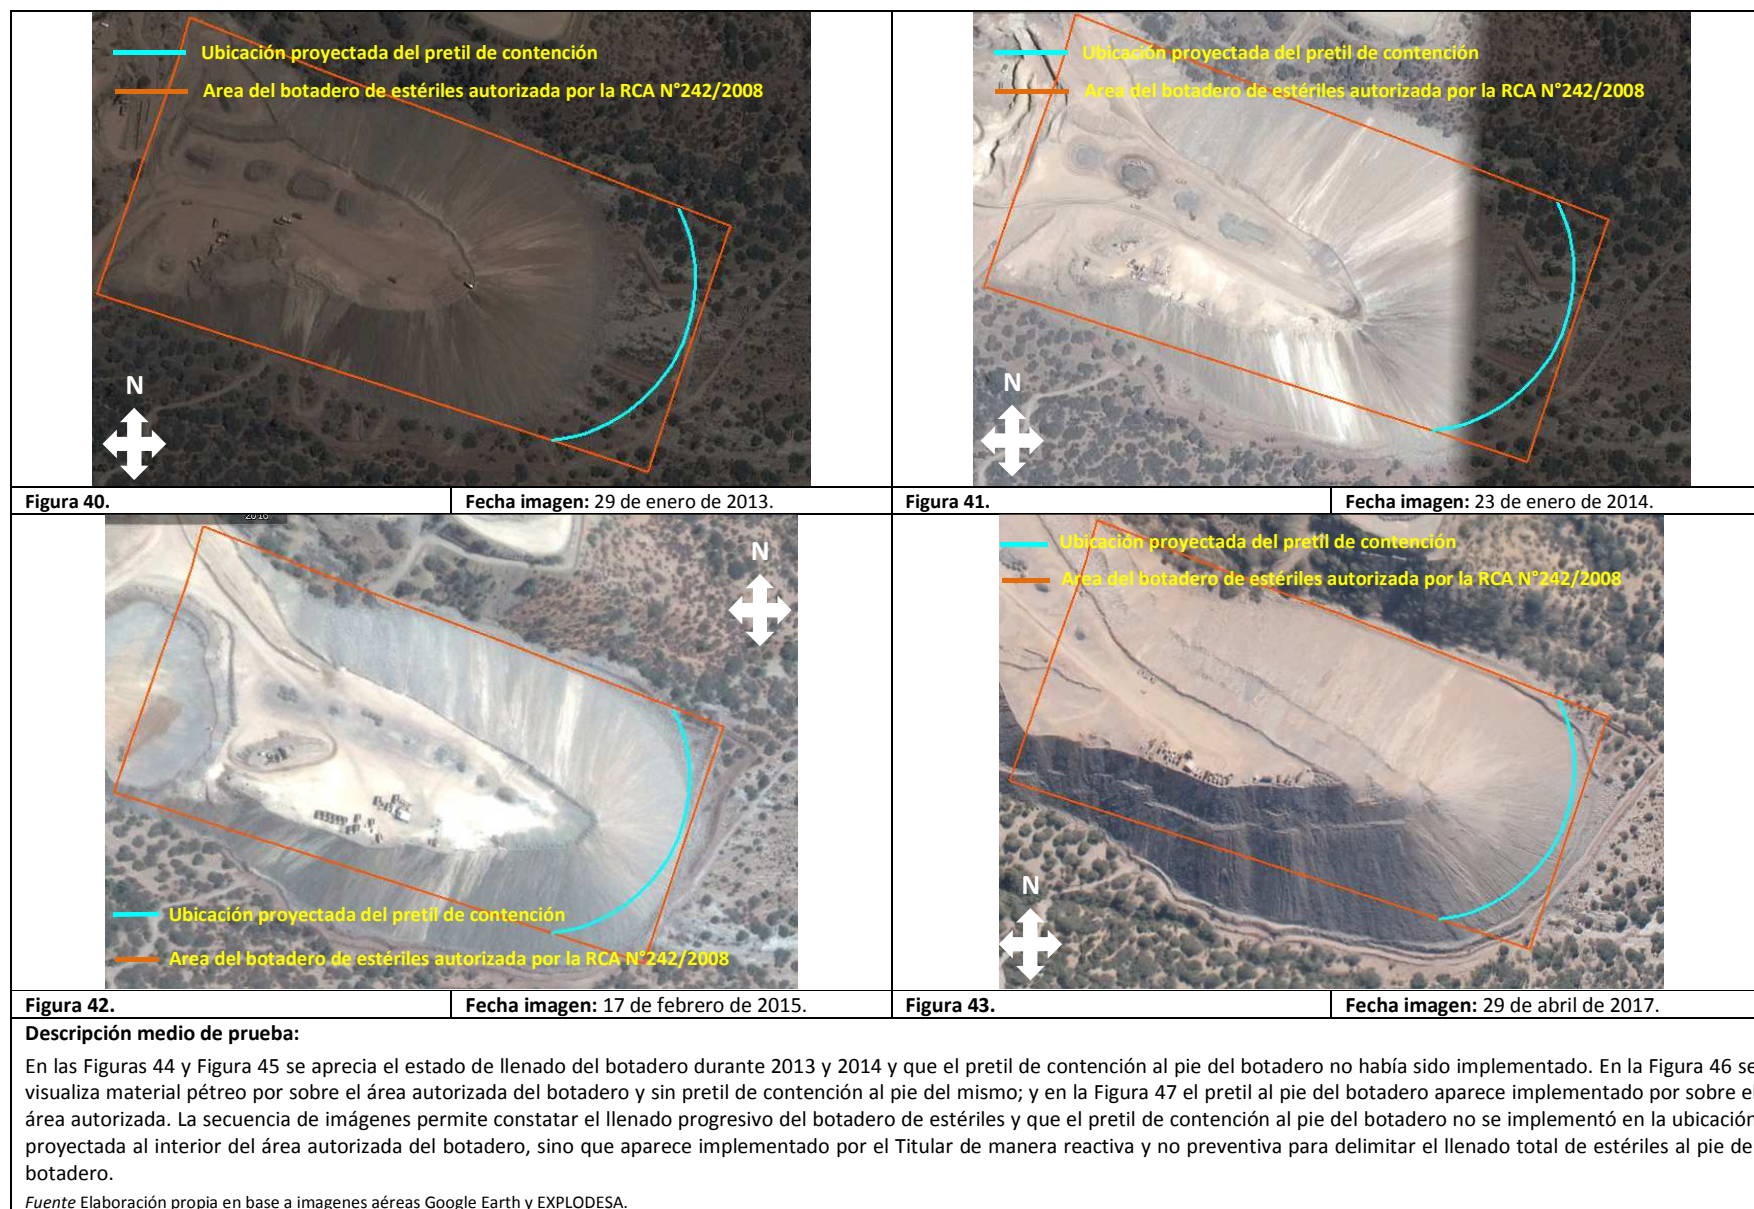 Ubicación proyectada del pretil de contención
Area del botadero de estériles autorizada por la RCA N°242/2008
N
Ubicación proyectada del pretil de contención
Area del botadero de estériles autorizada por la RCA N°242/2008
N
Figura 40. Fecha imagen: 29 de enero de 2013. Figura 41. Fecha imagen: 23 de enero de 2014.
2016
N
Ubicación proyectada del pretil de contención
Area del botadero de estériles autorizada por la RCA N°242/2008
Ubicación proyectada del pretil de contención
Area del botadero de estériles autorizada por la RCA N°242/2008
N
Figura 42. Fecha imagen: 17 de febrero de 2015. Figura 43. Fecha imagen: 29 de abril de 2017.
Descripción medio de prueba:
En las Figuras 44 y Figura 45 se aprecia el estado de llenado del botadero durante 2013 y 2014 y que el pretil de contención al pie del botadero no había sido implementado. En la Figura 46 se
visualiza material pétreo por sobre el área autorizada del botadero y sin pretil de contención al pie del mismo; y en la Figura 47 el pretil al pie del botadero aparece implementado por sobre el
área autorizada. La secuencia de imágenes permite constatar el llenado progresivo del botadero de estériles y que el pretil de contención al pie del botadero no se implementó en la ubicación
proyectada al interior del área autorizada del botadero, sino que aparece implementado por el Titular de manera reactiva y no preventiva para delimitar el llenado total de estériles al pie de
botadero.
Fuente Elaboración propia en base a imagenes aéreas Google Earth y EXPLODESA.